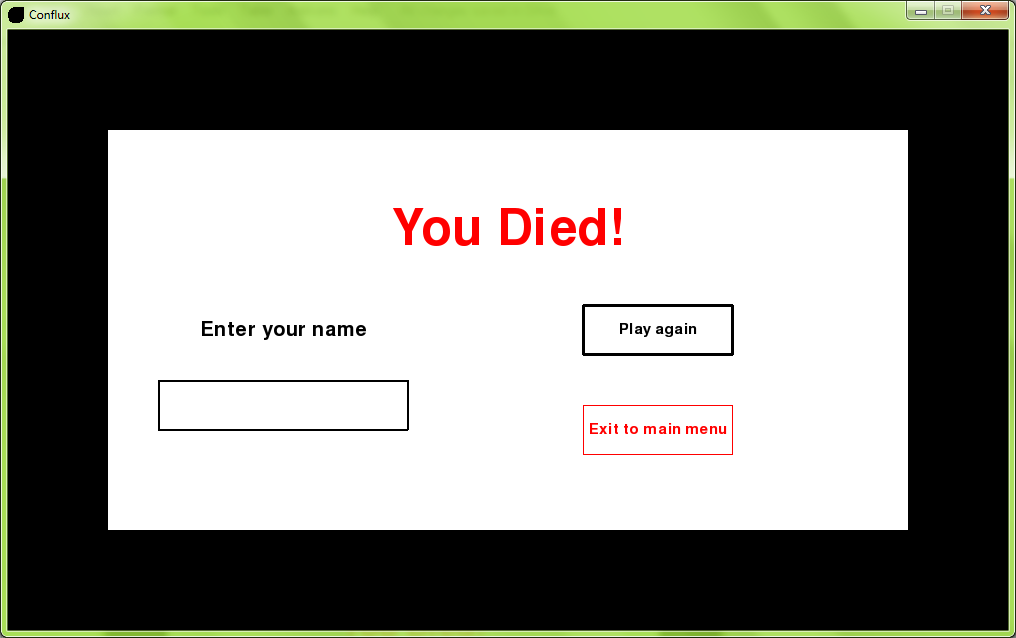 Conflux
You Died!
Enter your name
Play again
Exit to main menu